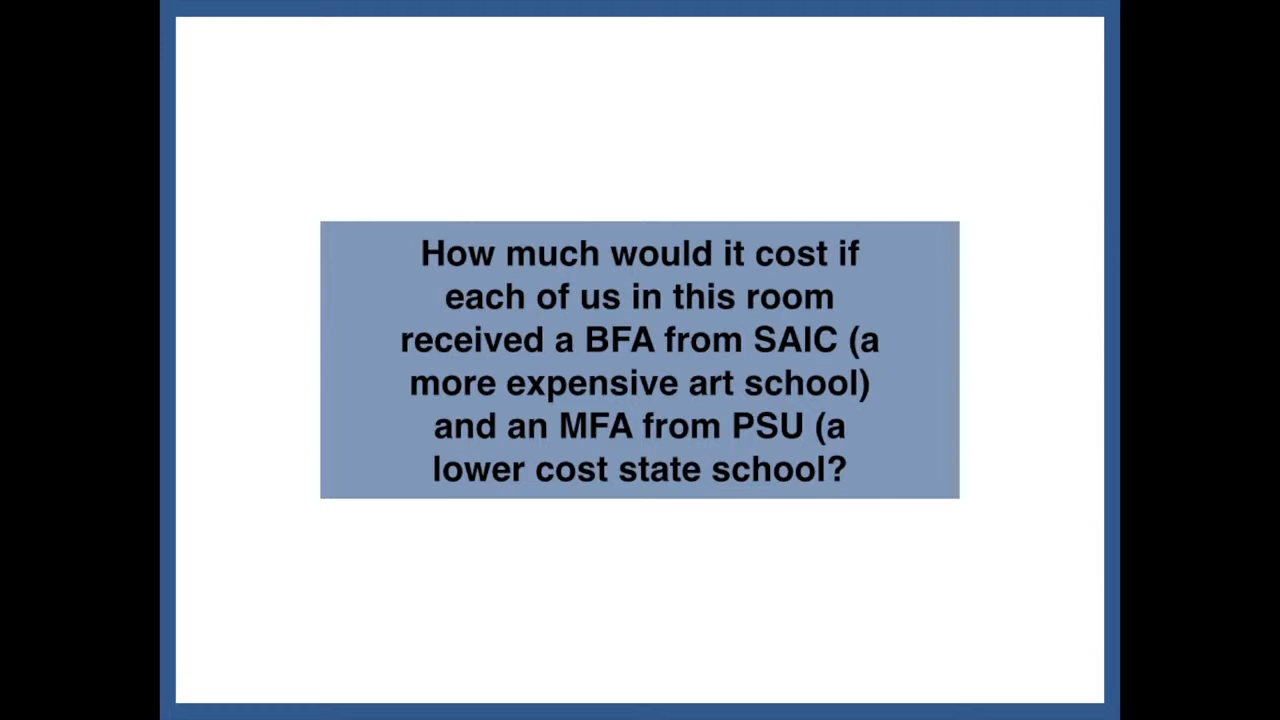 How much would it cost if
each of us in this room
received a BFA from SAIC (a
more expensive art school)
and an MFA from PSU (a
lower cost state school?